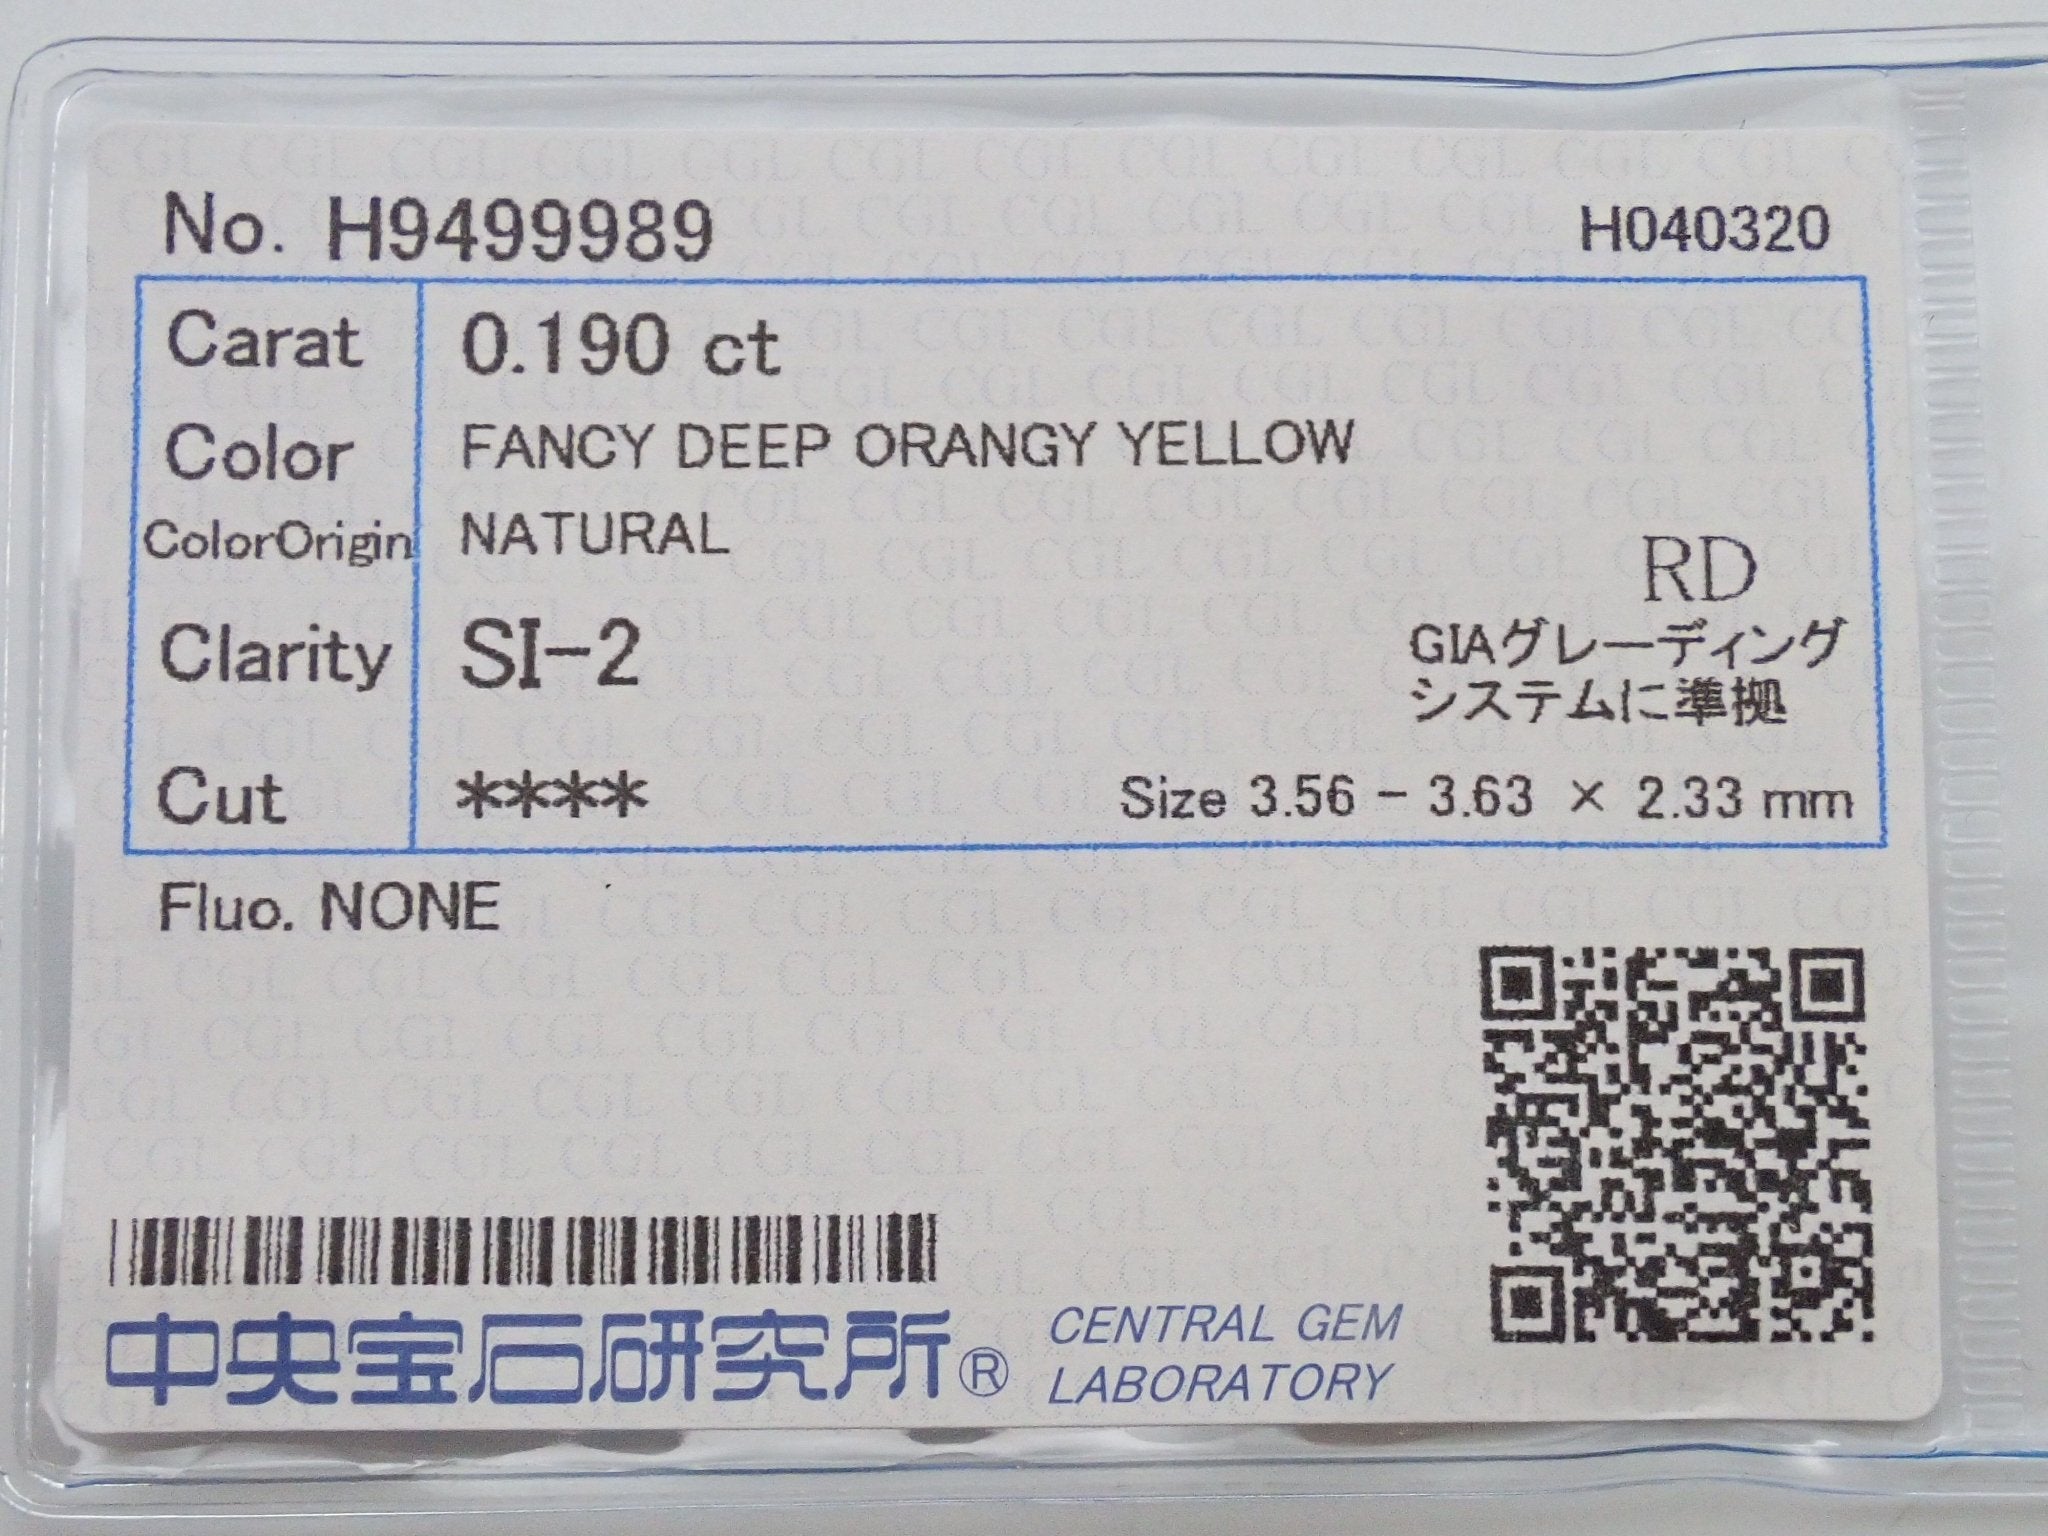 No. H9499989 H040320
Carat 0.190 ct
Color FANCY DEEP ORANGY YELLOW
ColorOrigin NATURAL
RD
Clarity SI-2
GIAグレーディング
システムに準拠
Cut **** Size 3.56 - 3.63 × 2.33 mm
Fluo. NONE
中央宝石研究所® CENTRAL GEM
LABORATORY